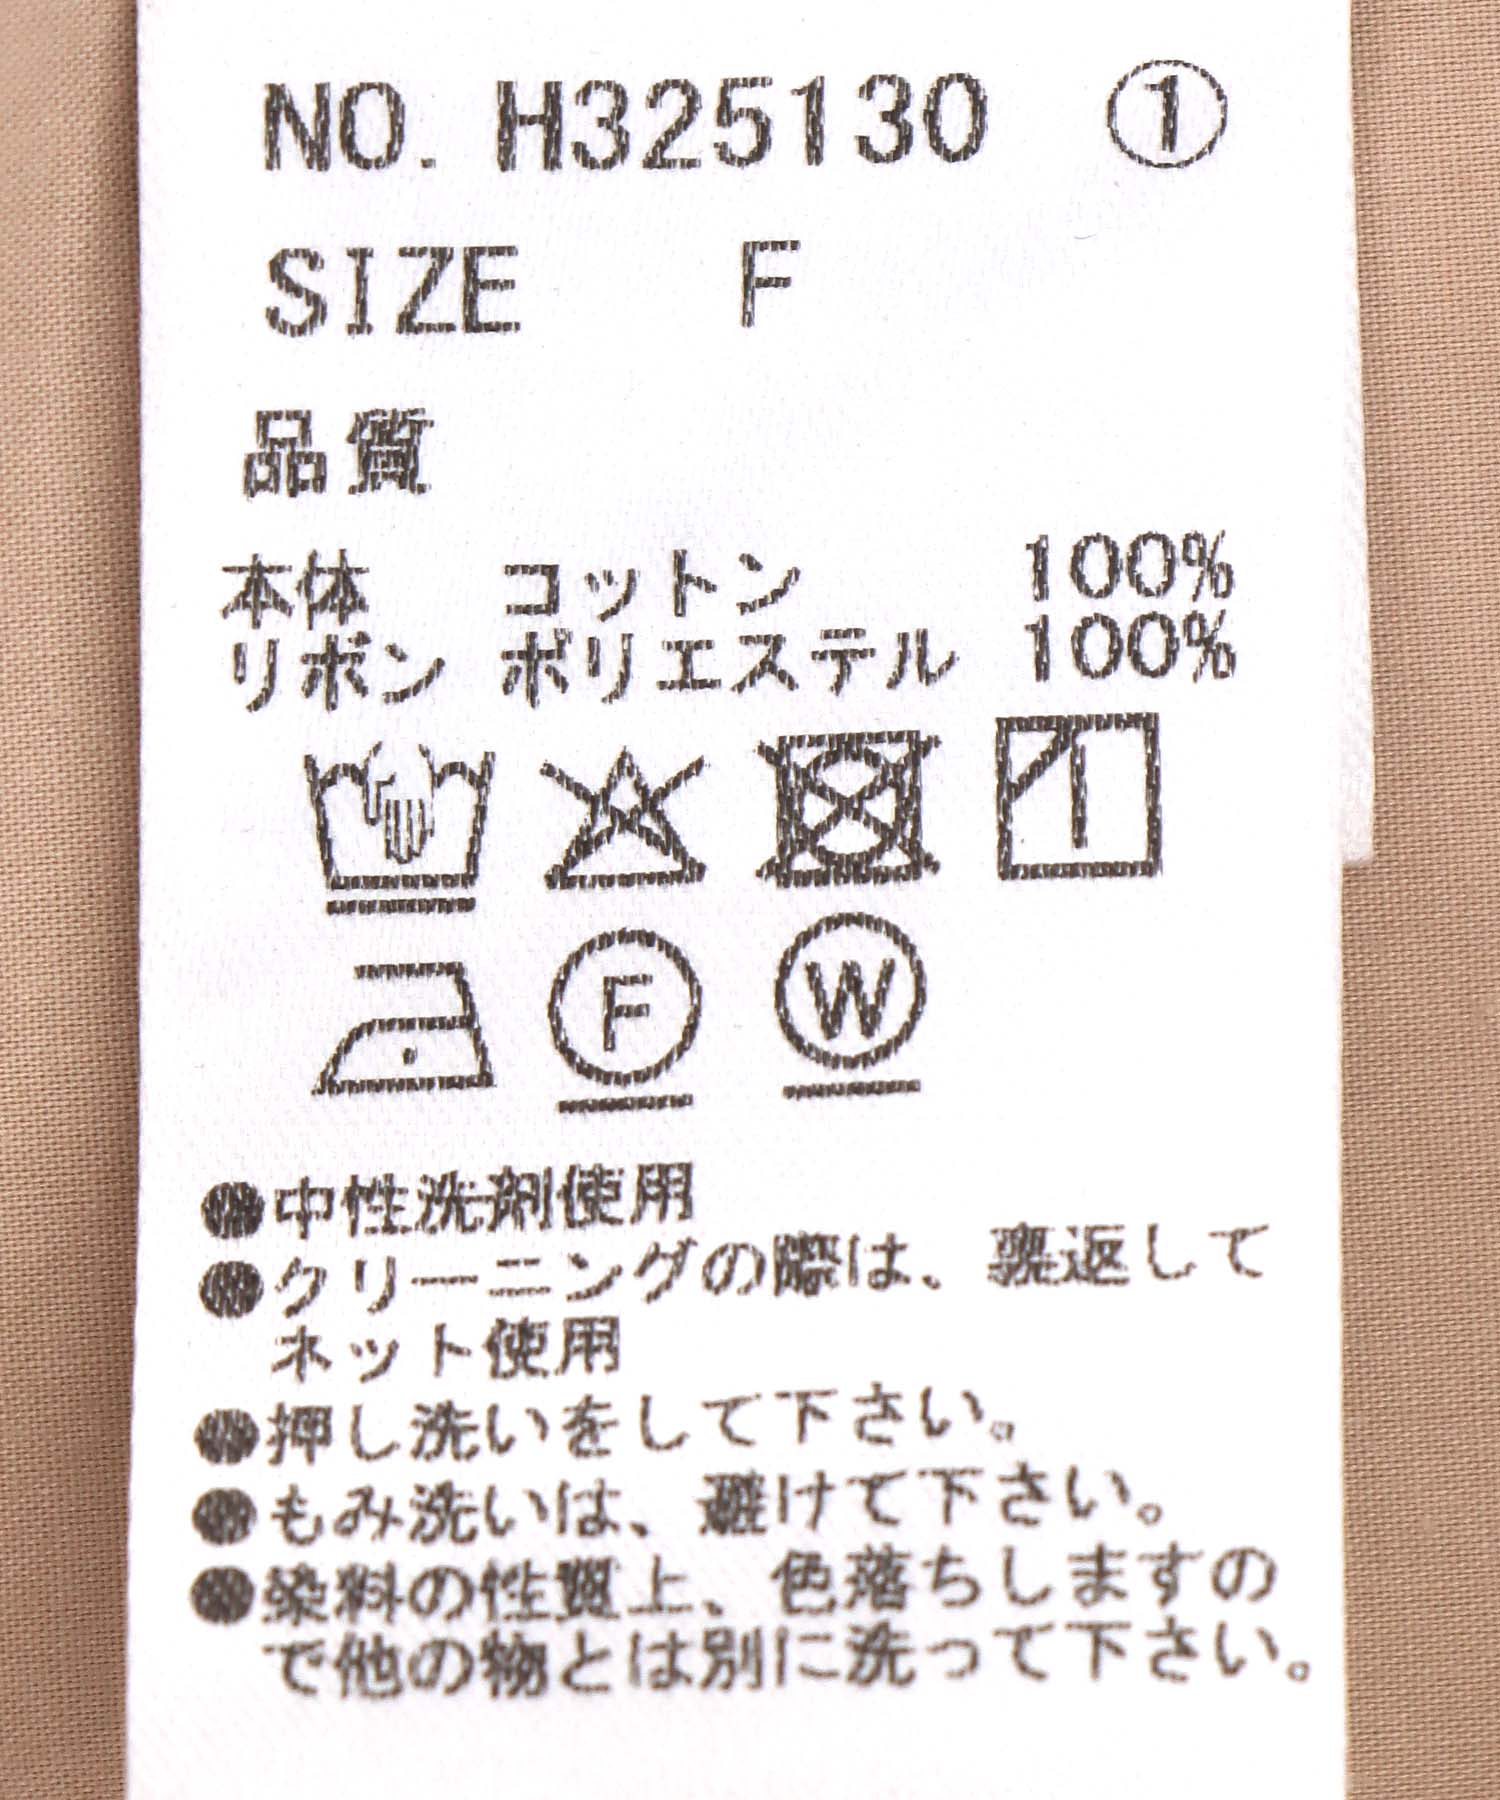 NO. H325130 ①
SIZE F
品質
本体 コットン 100%
リボン ポリエステル 100%
F W
●中性洗剤使用
●クリーニングの際は、裏返して
ネット使用
●押し洗いをして下さい。
●もみ洗いは、避けて下さい。
●染料の性質上、色落ちしますの
で他の物とは別に洗って下さい。